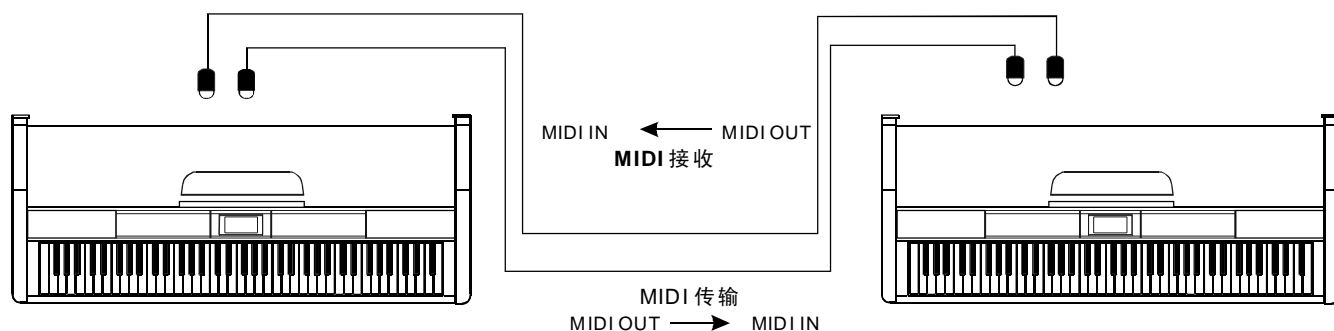 MIDI IN ← MIDI OUT
MIDI 接收
MIDI 传输
MIDI OUT → MIDI IN